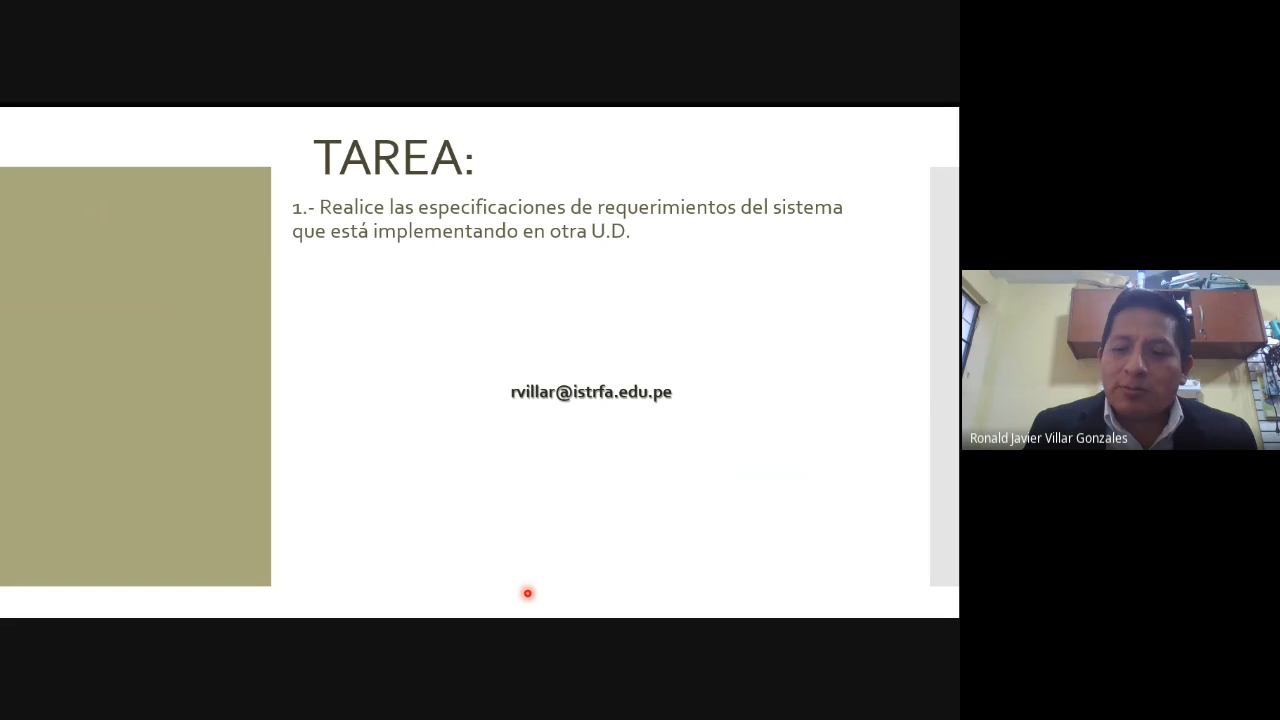 TAREA:
1.- Realice las especificaciones de requerimientos del sistema
que está implementando en otra U.D.
rvillar@istrfa.edu.pe
Ronald Javier Villar Gonzales